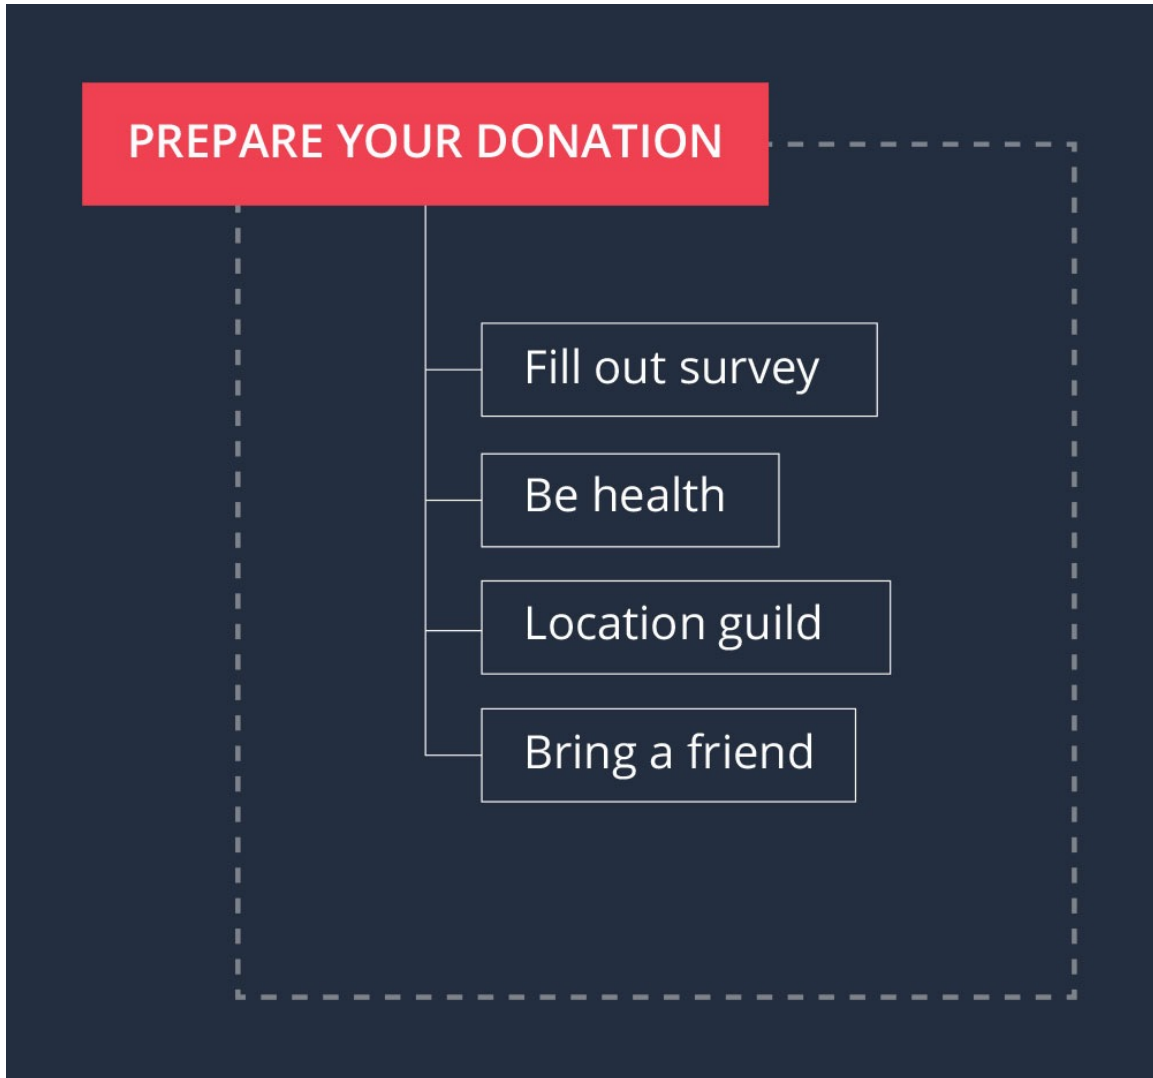 PREPARE YOUR DONATION
Fill out survey
Be health
Location guild
Bring a friend